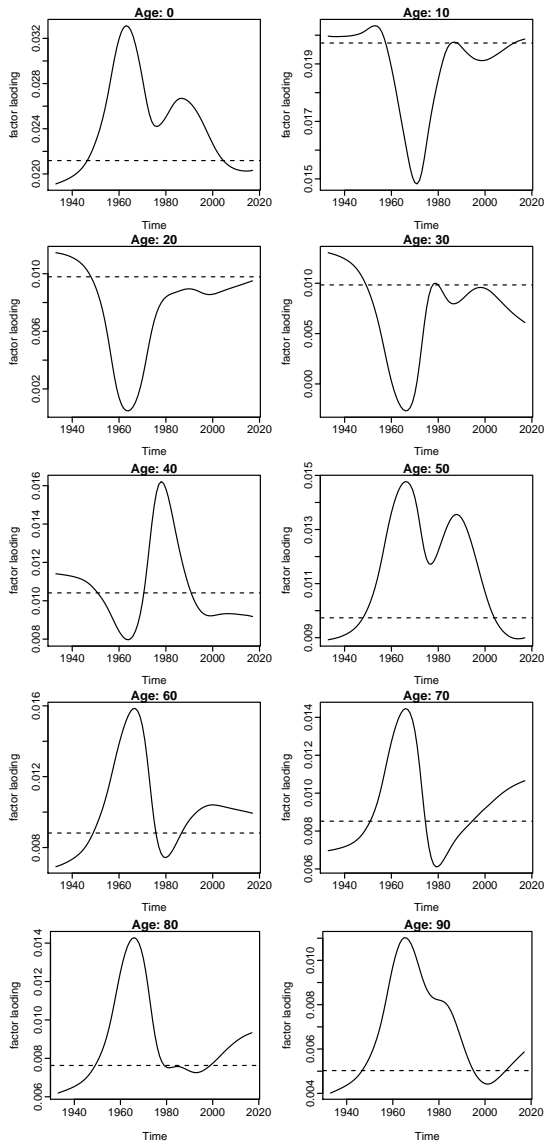 Age: 0
factor laoding
0.020 0.024 0.028 0.032
1940 1960 1980 2000 2020
Time
Age: 10
factor laoding
0.015 0.017 0.019
1940 1960 1980 2000 2020
Time
Age: 20
factor laoding
0.002 0.006 0.010
1940 1960 1980 2000 2020
Time
Age: 30
factor laoding
0.000 0.005 0.010
1940 1960 1980 2000 2020
Time
Age: 40
factor laoding
0.008 0.010 0.012 0.014 0.016
1940 1960 1980 2000 2020
Time
Age: 50
factor laoding
0.009 0.011 0.013 0.015
1940 1960 1980 2000 2020
Time
Age: 60
factor laoding
0.008 0.012 0.016
1940 1960 1980 2000 2020
Time
Age: 70
factor laoding
0.006 0.008 0.010 0.012 0.014
1940 1960 1980 2000 2020
Time
Age: 80
factor laoding
0.006 0.008 0.010 0.012 0.014
1940 1960 1980 2000 2020
Time
Age: 90
factor laoding
0.004 0.006 0.008 0.010
1940 1960 1980 2000 2020
Time